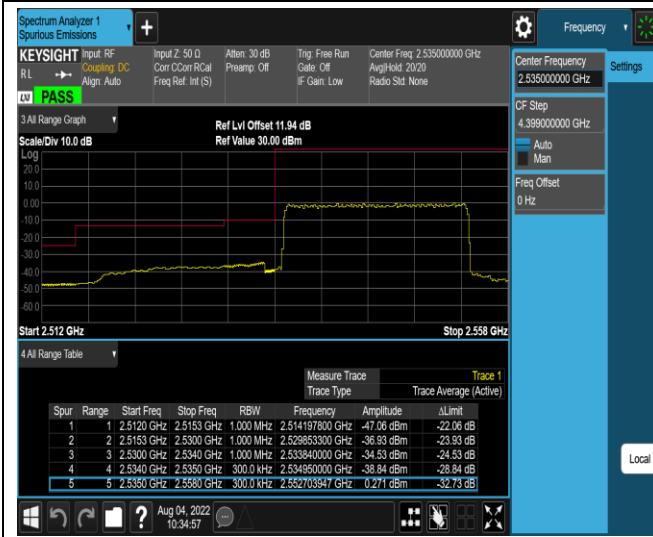 Spectrum Analyzer 1
Spurious Emissions
Frequency
KEYSIGHT Input: RF Input Z: 50 Ω Atten: 30 dB Trig: Free Run Center Freq: 2.535000000 GHz
RL Coupling: DC Corr CCorr RCal Preamp: Off Gate: Off Avg|Hold: 20/20
Align: Auto Freq Ref: Int (S) IF Gain: Low Radio Std: None
LXI PASS
Center Frequency
2.535000000 GHz
Settings
CF Step
4.399000000 GHz
Auto
Man
Freq Offset
0 Hz
3 All Range Graph
Ref Lvl Offset 11.94 dB
Scale/Div 10.0 dB Ref Value 30.00 dBm
Log
20.0
10.0
0.00
-10.0
-20.0
-30.0
-40.0
-50.0
-60.0
Start 2.512 GHz Stop 2.558 GHz
4 All Range Table
Measure Trace Trace 1
Trace Type Trace Average (Active)
Spur Range Start Freq Stop Freq RBW Frequency Amplitude ΔLimit
1 1 2.5120 GHz 2.5153 GHz 1.000 MHz 2.514197800 GHz -47.06 dBm -22.06 dB
2 2 2.5153 GHz 2.5300 GHz 1.000 MHz 2.529853300 GHz -36.93 dBm -23.93 dB
3 3 2.5300 GHz 2.5340 GHz 1.000 MHz 2.533840000 GHz -34.53 dBm -24.53 dB
4 4 2.5340 GHz 2.5350 GHz 300.0 kHz 2.534950000 GHz -38.84 dBm -28.84 dB
5 5 2.5350 GHz 2.5580 GHz 300.0 kHz 2.552703947 GHz 0.271 dBm -32.73 dB
Local
Aug 04, 2022
10:34:57